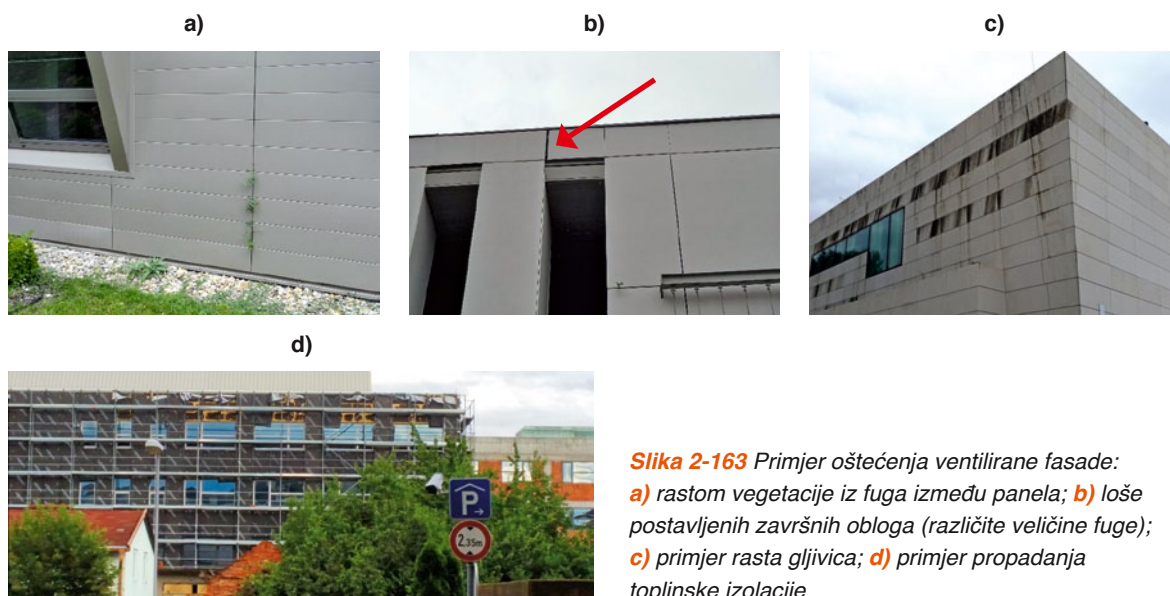 a)
b)
c)
d)
P
2.35m
Slika 2-163 Primjer oštećenja ventilirane fasade:
a) rastom vegetacije iz fuga između panela; b) loše
postavljenih završnih obloga (različite veličine fuge);
c) primjer rasta gljivica; d) primjer propadanja
toplinske izolacije